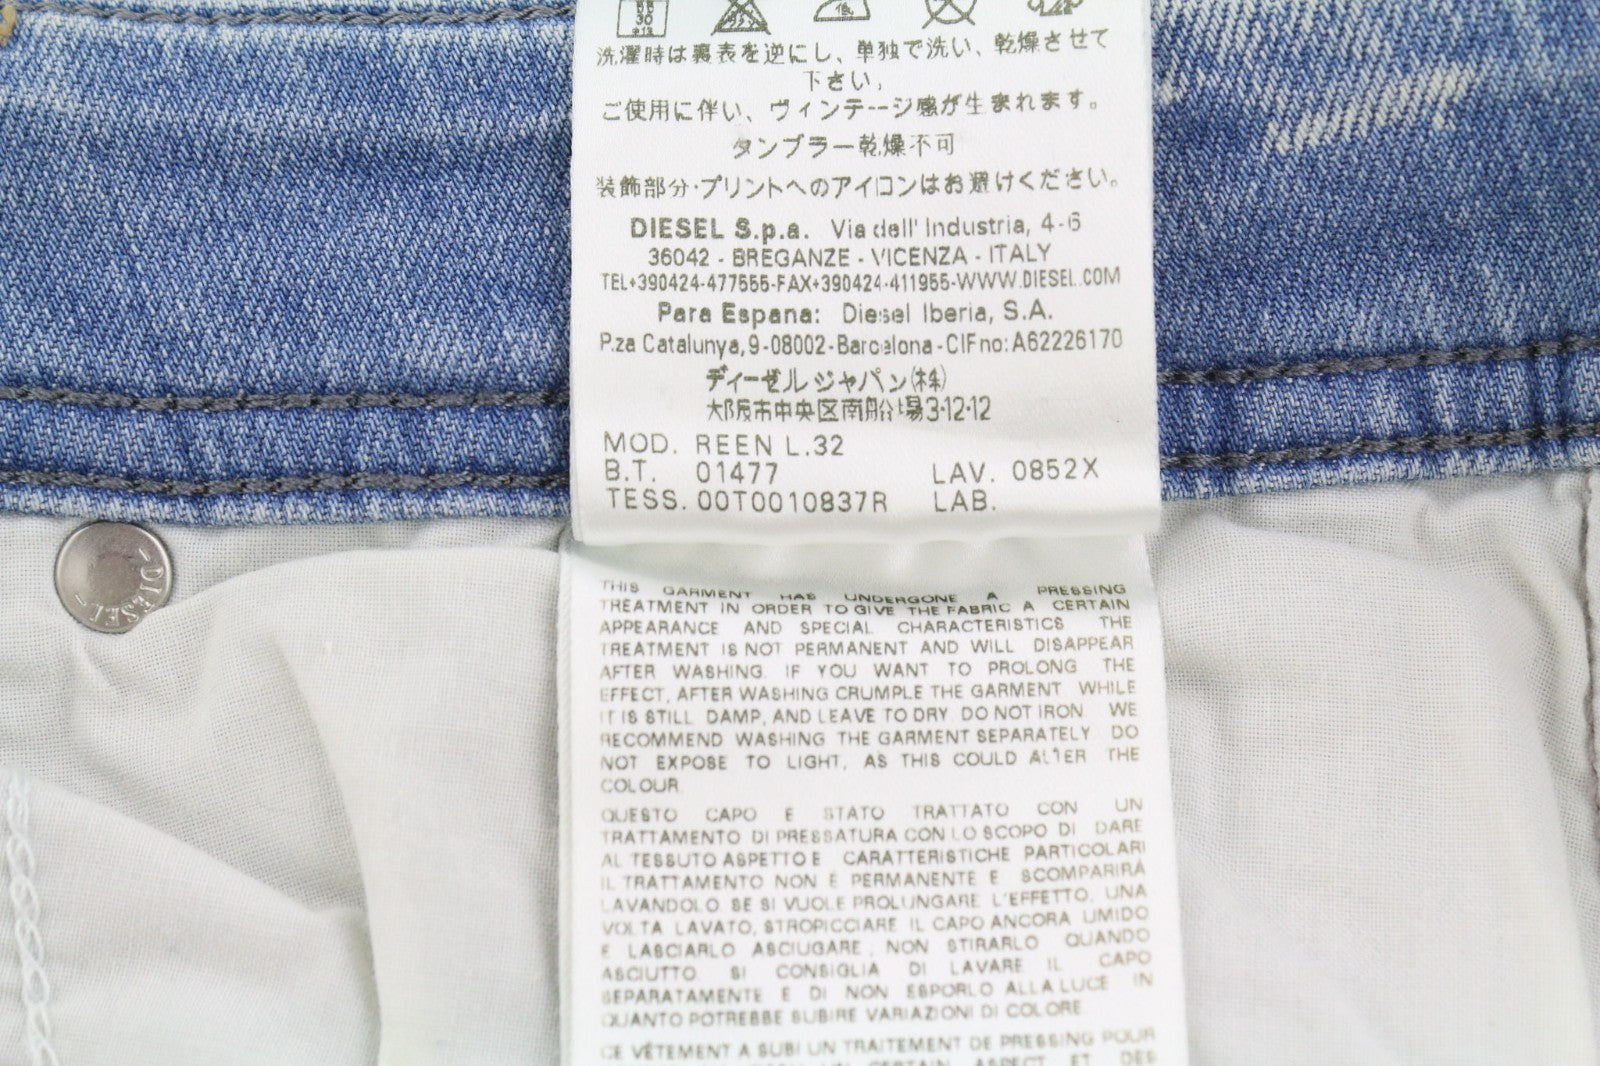 洗濯時は裏表を逆にし、単独で洗い、乾燥させて
下さい。
ご使用に伴い、ヴィンテージ感が生まれます。
タンブラー乾燥不可
装飾部分・プリントへのアイロンはお避けください。
DIESEL S.p.a. Via dell' Industria, 4-6
36042 - BREGANZE - VICENZA - ITALY
TEL+390424-477555-FAX+390424-411955-WWW.DIESEL.COM
Para Espana: Diesel Iberia, S.A.
P.za Catalunya, 9-08002-Barcelona-CIF no: A62226170
ディーゼルジャパン(株)
大阪市中央区南船場3-12-12
MOD. REEN L.32
B.T. 01477 LAV. 0852X
TESS. 00T0010837R LAB.
-DIESEL-
THIS GARMENT HAS UNDERGONE A PRESSING
TREATMENT IN ORDER TO GIVE THE FABRIC A CERTAIN
APPEARANCE AND SPECIAL CHARACTERISTICS THE
TREATMENT IS NOT PERMANENT AND WILL DISAPPEAR
AFTER WASHING. IF YOU WANT TO PROLONG THE
EFFECT, AFTER WASHING CRUMPLE THE GARMENT WHILE
IT IS STILL DAMP, AND LEAVE TO DRY. DO NOT IRON WE
RECOMMEND WASHING THE GARMENT SEPARATELY DO
NOT EXPOSE TO LIGHT, AS THIS COULD ALTER THE
COLOUR
QUESTO CAPO E STATO TRATTATO CON UN
TRATTAMENTO DI PRESSATURA CON LO SCOPO DI DARE
AL TESSUTO ASPETTO E CARATTERISTICHE PARTICOLARI
IL TRATTAMENTO NON É PERMANENTE E SCOMPARIRÁ
LAVANDOLO SE SI VUOLE PROLUNGARE L'EFFETTO, UNA
VOLTA LAVATO, STROPICCIARE IL CAPO ANCORA UMIDO
E LASCIARLO ASCIUGARE, NON STIRARLO QUANDO
ASCIUTTO SI CONSIGLIA DI LAVARE IL CAPO
SEPARATAMENTE E DI NON ESPORLO ALLA LUCE IN
QUANTO POTREBBE SUBIRE VARIAZIONI DI COLORE
CE VÊTEMENT A SUBI UN TRAITEMENT DE PRESSING POUR
UN CERTAIN ASPECT ET DES